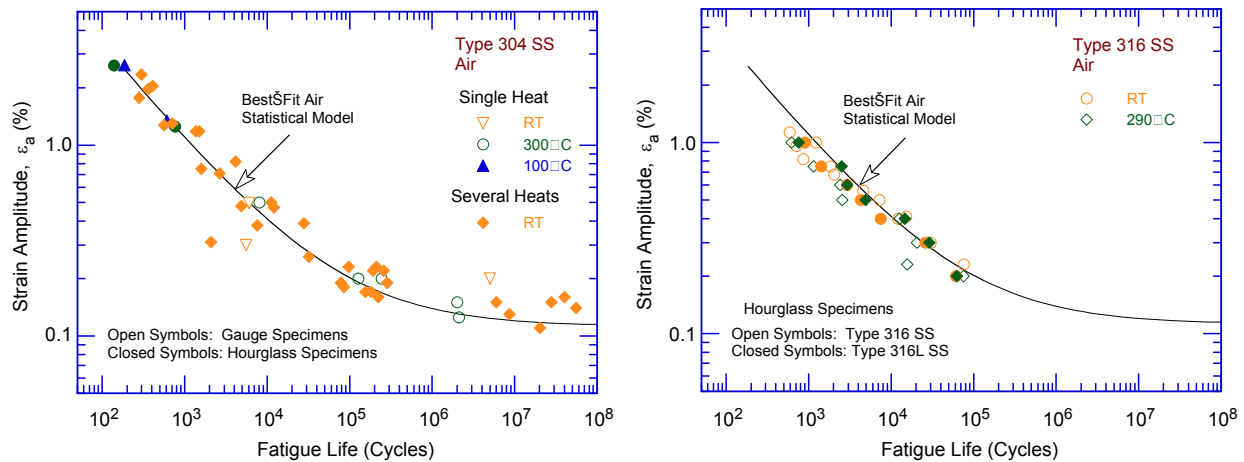 Type 304 SS
Air
BestŠFit Air
Statistical Model
Single Heat
RT
300□C
100□C
Several Heats
RT
Open Symbols: Gauge Specimens
Closed Symbols: Hourglass Specimens
1.0
0.1
Strain Amplitude, εa (%)
10² 10³ 10⁴ 10⁵ 10⁶ 10⁷ 10⁸
Fatigue Life (Cycles)
Type 316 SS
Air
RT
290□C
BestŠFit Air
Statistical Model
Hourglass Specimens
Open Symbols: Type 316 SS
Closed Symbols: Type 316L SS
1.0
0.1
Strain Amplitude, εa (%)
10² 10³ 10⁴ 10⁵ 10⁶ 10⁷ 10⁸
Fatigue Life (Cycles)